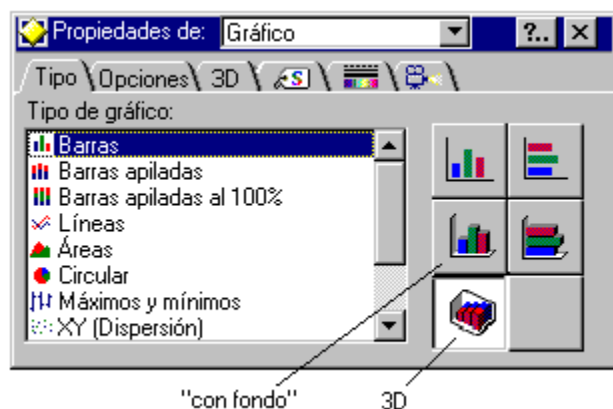 Propiedades de: Gráfico ?..
Tipo Opciones 3D S
Tipo de gráfico:
Barras
Barras apiladas
Barras apiladas al 100%
Líneas
Áreas
Circular
Máximos y mínimos
XY (Dispersión)
"con fondo" 3D